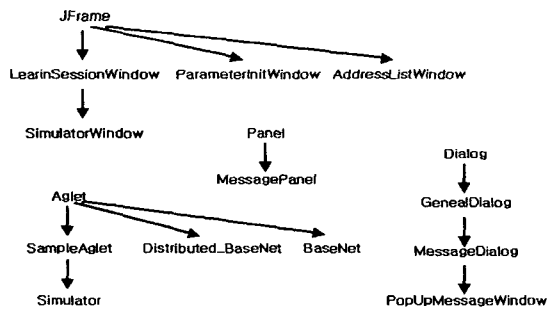 JFrame
LearinSessionWindow ParameterInitWindow AddressListWindow
SimulatorWindow Panel
Dialog
MessagePanel
Aglet
GenealDialog
SampleAglet Distributed_BaseNet BaseNet MessageDialog
Simulator PopUpMessageWindow